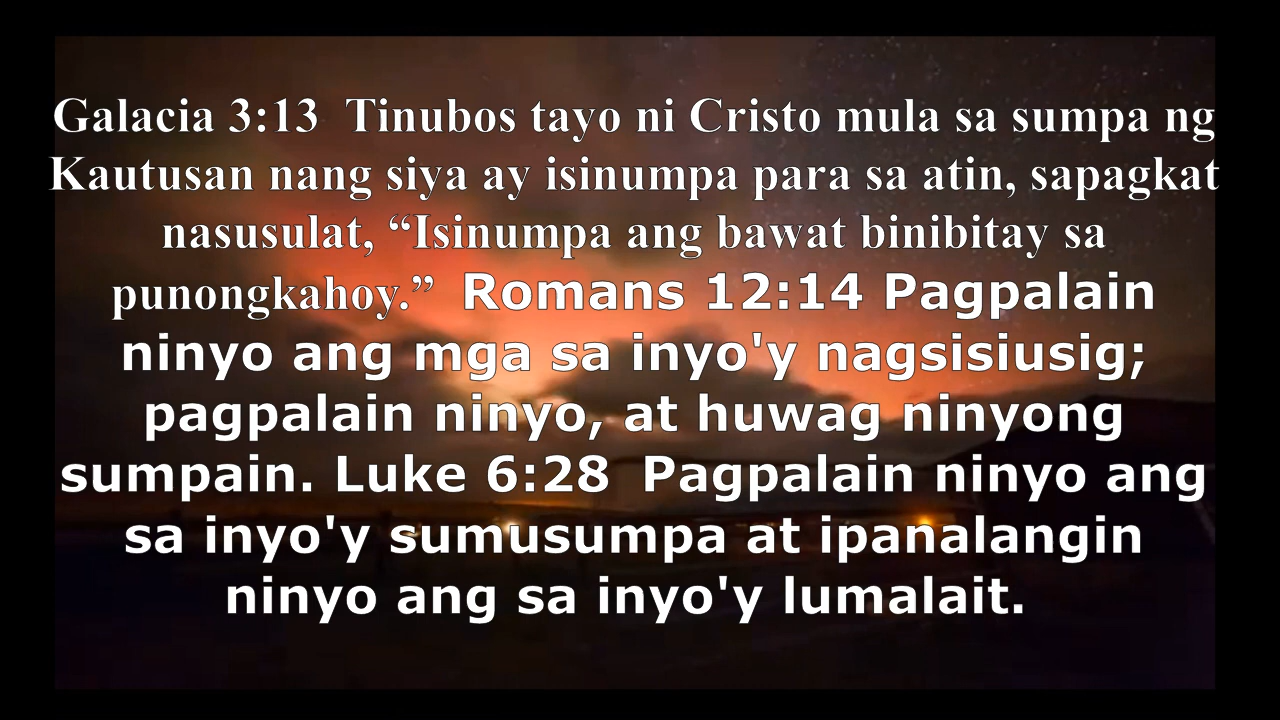 Galacia 3:13  Tinubos tayo ni Cristo mula sa sumpa ng
Kautusan nang siya ay isinumpa para sa atin, sapagkat
nasusulat, “Isinumpa ang bawat binibitay sa
punongkahoy.”  Romans 12:14 Pagpalain
ninyo ang mga sa inyo'y nagsisiusig;
pagpalain ninyo, at huwag ninyong
sumpain. Luke 6:28  Pagpalain ninyo ang
sa inyo'y sumusumpa at ipanalangin
ninyo ang sa inyo'y lumalait.